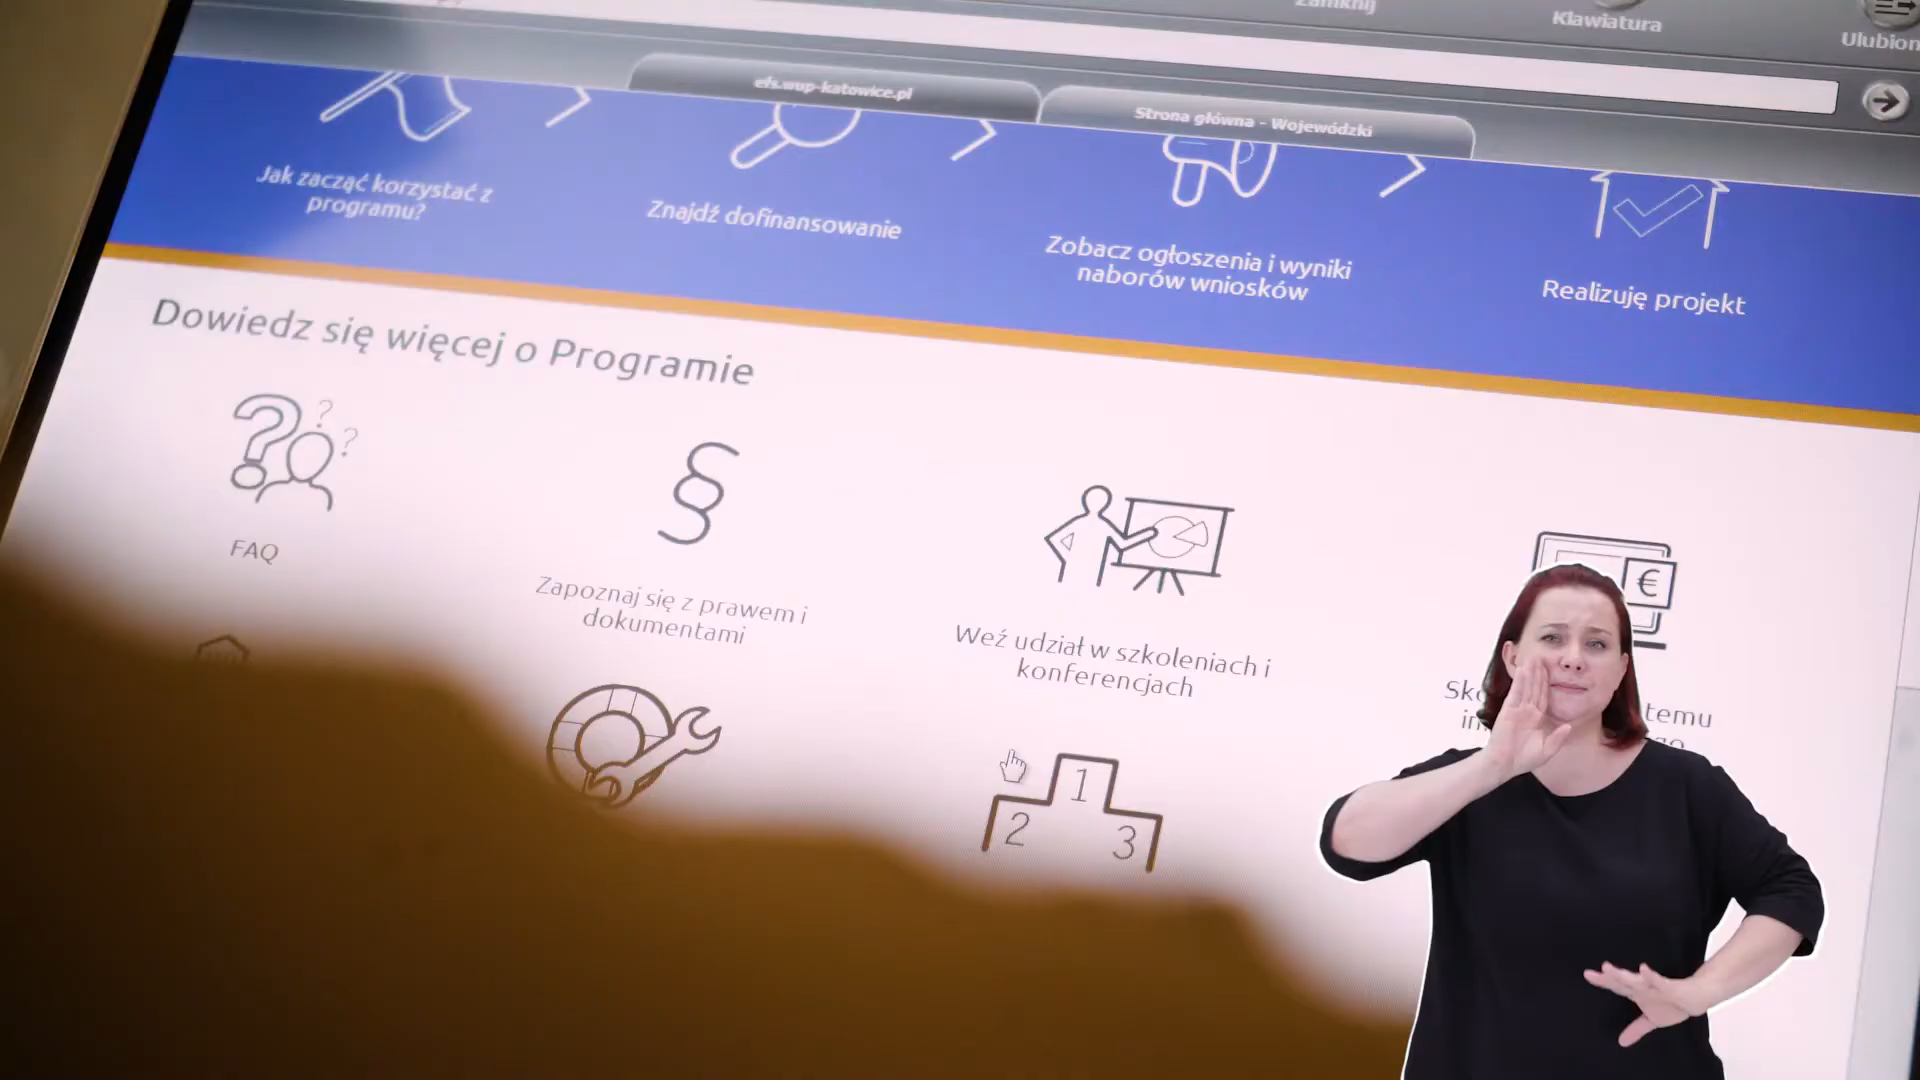 Zamknij
Klawiatura
efs.wup-katowice.pl
Strona główna - Wojewódzki
Jak zacząć korzystać z
programu?
Znajdź dofinansowanie
Zobacz ogłoszenia i wyniki
naborów wniosków
Realizuję projekt
Dowiedz się więcej o Programie
?
?
?
§
€
FAQ
Zapoznaj się z prawem i
dokumentami
Weź udział w szkoleniach i
konferencjach
1
2
3